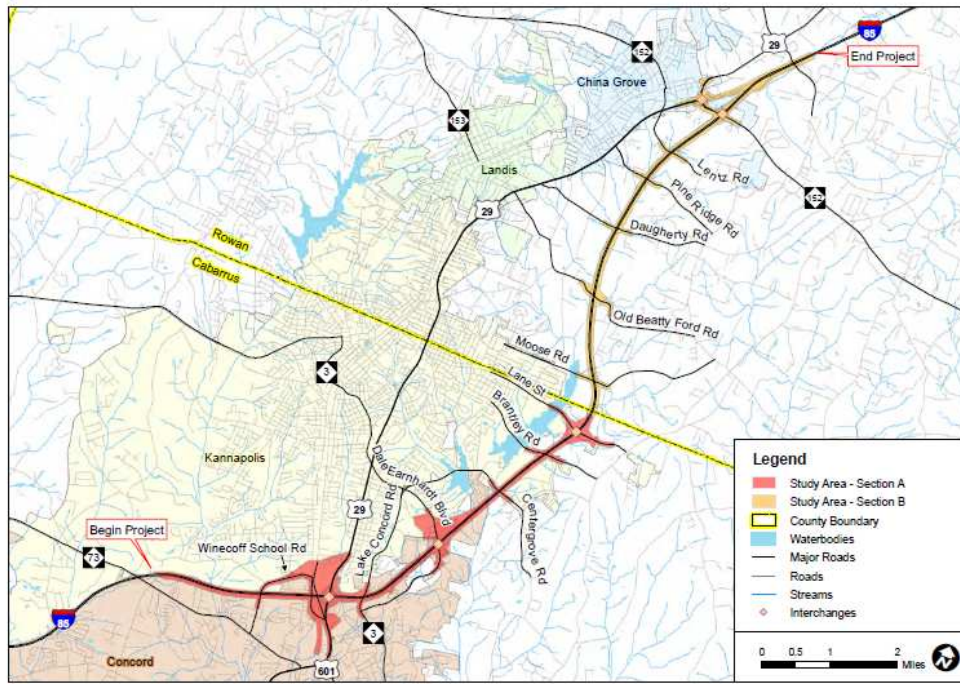 85
29
End Project
152
China Grove
153
Landis
Lentz Rd
Pine Ridge Rd
152
29
Daugherty Rd
Rowan
Cabarrus
Old Beatty Ford Rd
Moose Rd
3
Lane St
Brantley Rd
Kannapolis
Dale Earnhardt Blvd
Lake Concord Rd
29
Centergrove Rd
Begin Project
Winecoff School Rd
73
85
3
Concord
601
Legend
Study Area - Section A
Study Area - Section B
County Boundary
Waterbodies
Major Roads
Roads
Streams
Interchanges
0 0.5 1 2
Miles
N